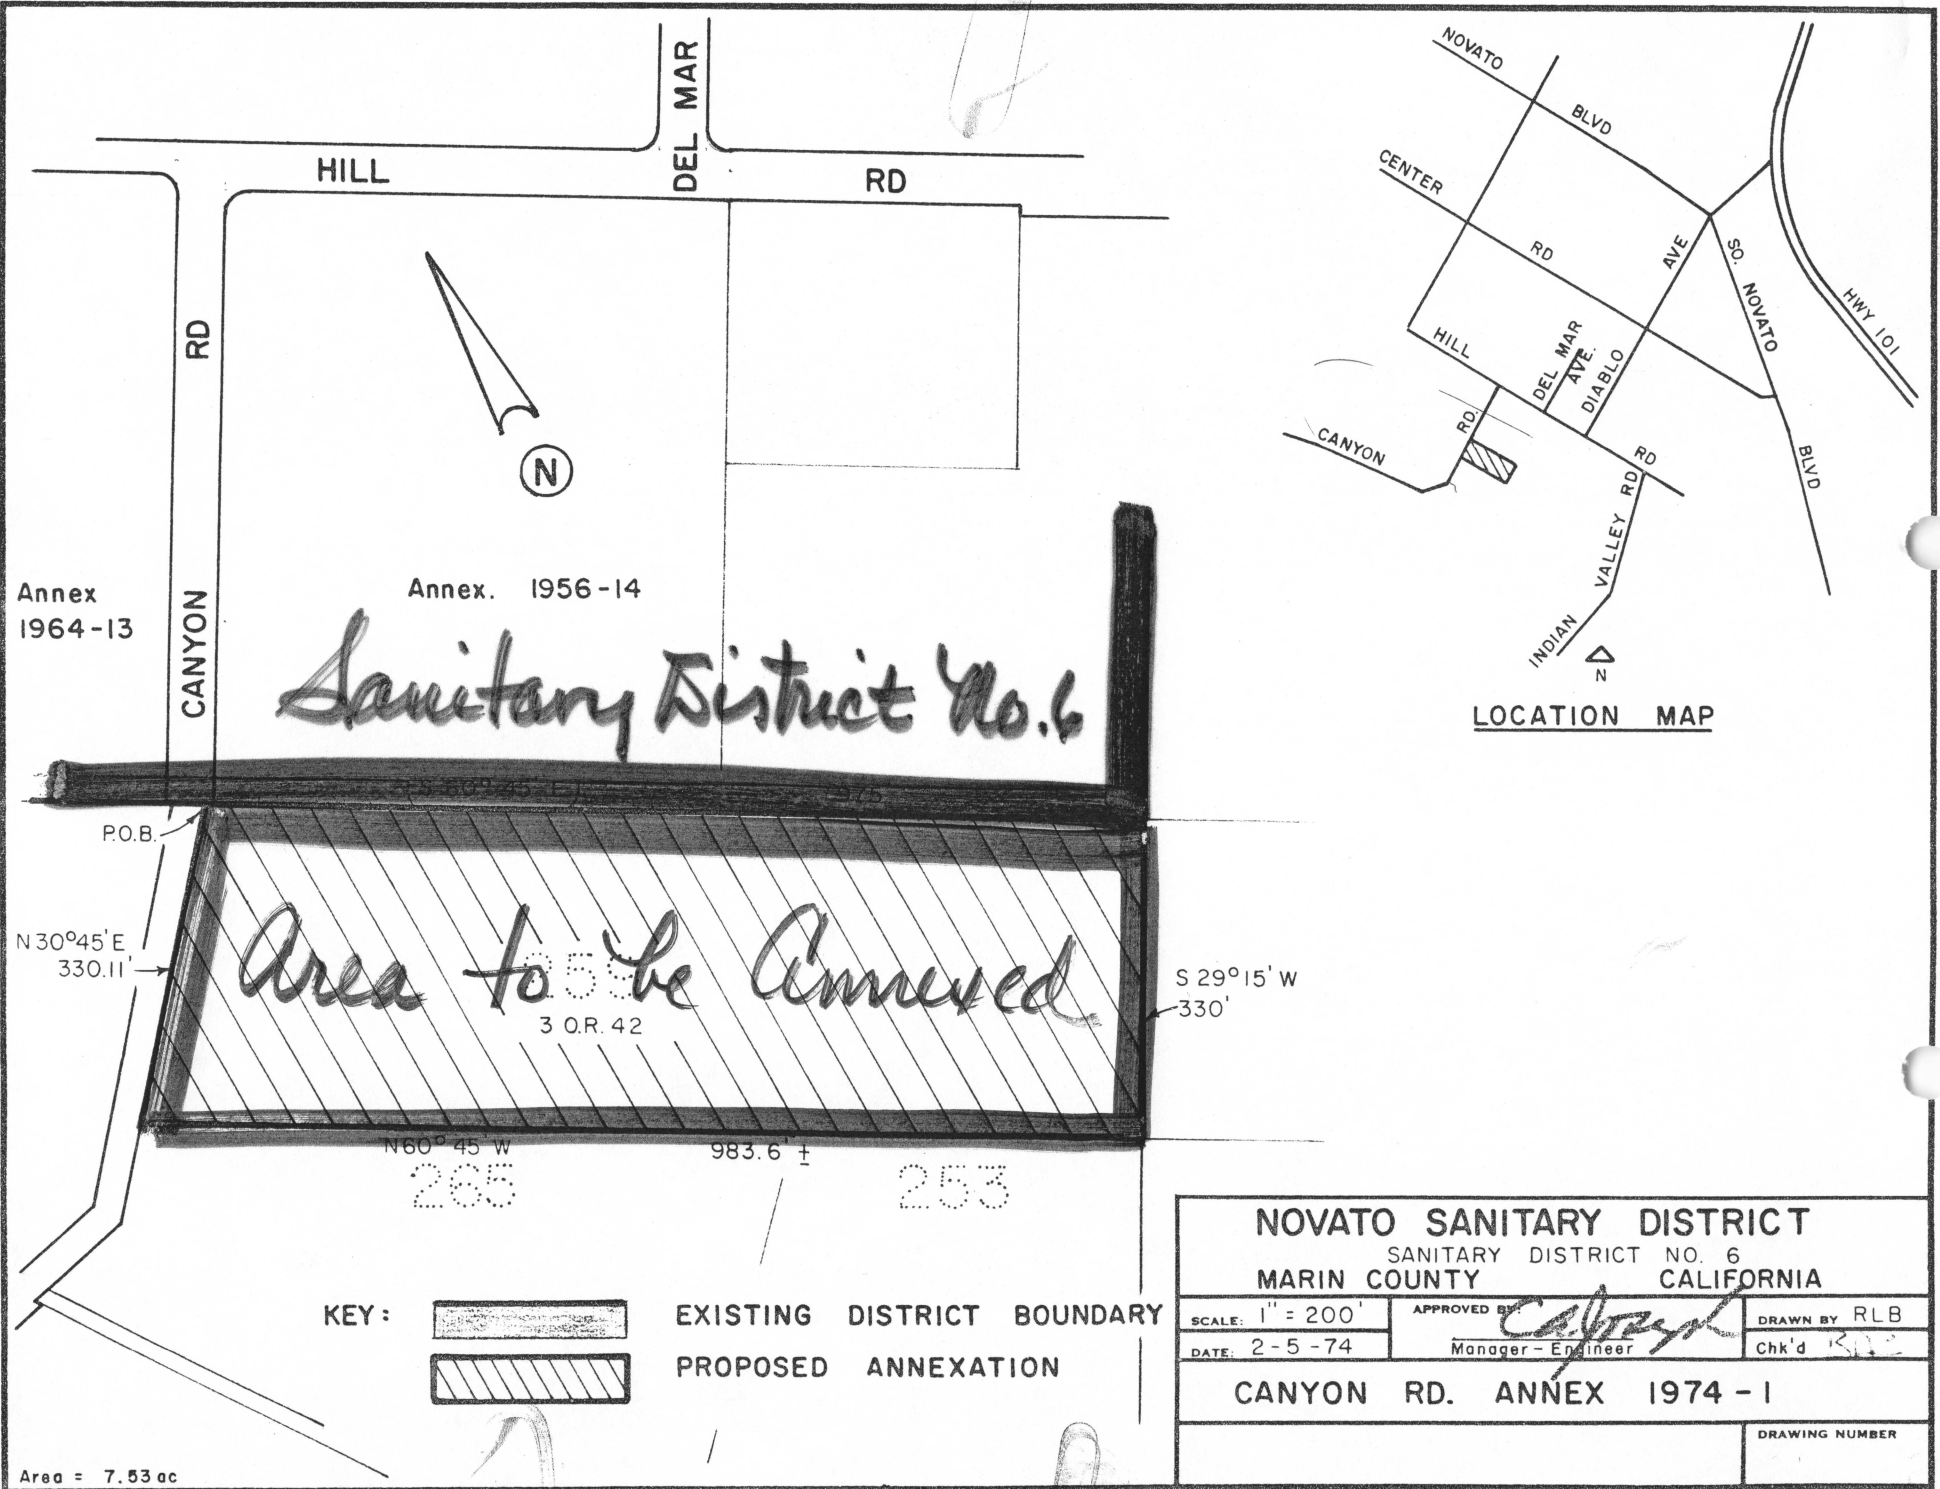 DEL MAR
HILL RD
CANYON RD
N
Annex
1964-13
Annex. 1956-14
Sanitary District No. 6
S 60° 45' E
975
P.O.B.
N 30° 45' E
330.11'
Area to be Annexed
3 O.R. 42
S 29° 15' W
330'
N 60° 45' W 983.6' ±
265 253
KEY:
EXISTING DISTRICT BOUNDARY
PROPOSED ANNEXATION
Area = 7.53 ac
NOVATO BLVD
CENTER RD
HILL RD
DEL MAR AVE.
DIABLO AVE
SO. NOVATO BLVD
HWY 101
CANYON RD.
INDIAN VALLEY RD
N
LOCATION MAP
NOVATO SANITARY DISTRICT
SANITARY DISTRICT NO. 6
MARIN COUNTY CALIFORNIA
SCALE: 1" = 200'
APPROVED BY:
DRAWN BY RLB
DATE: 2-5-74
Manager - Engineer
Chk'd
CANYON RD. ANNEX 1974-1
DRAWING NUMBER